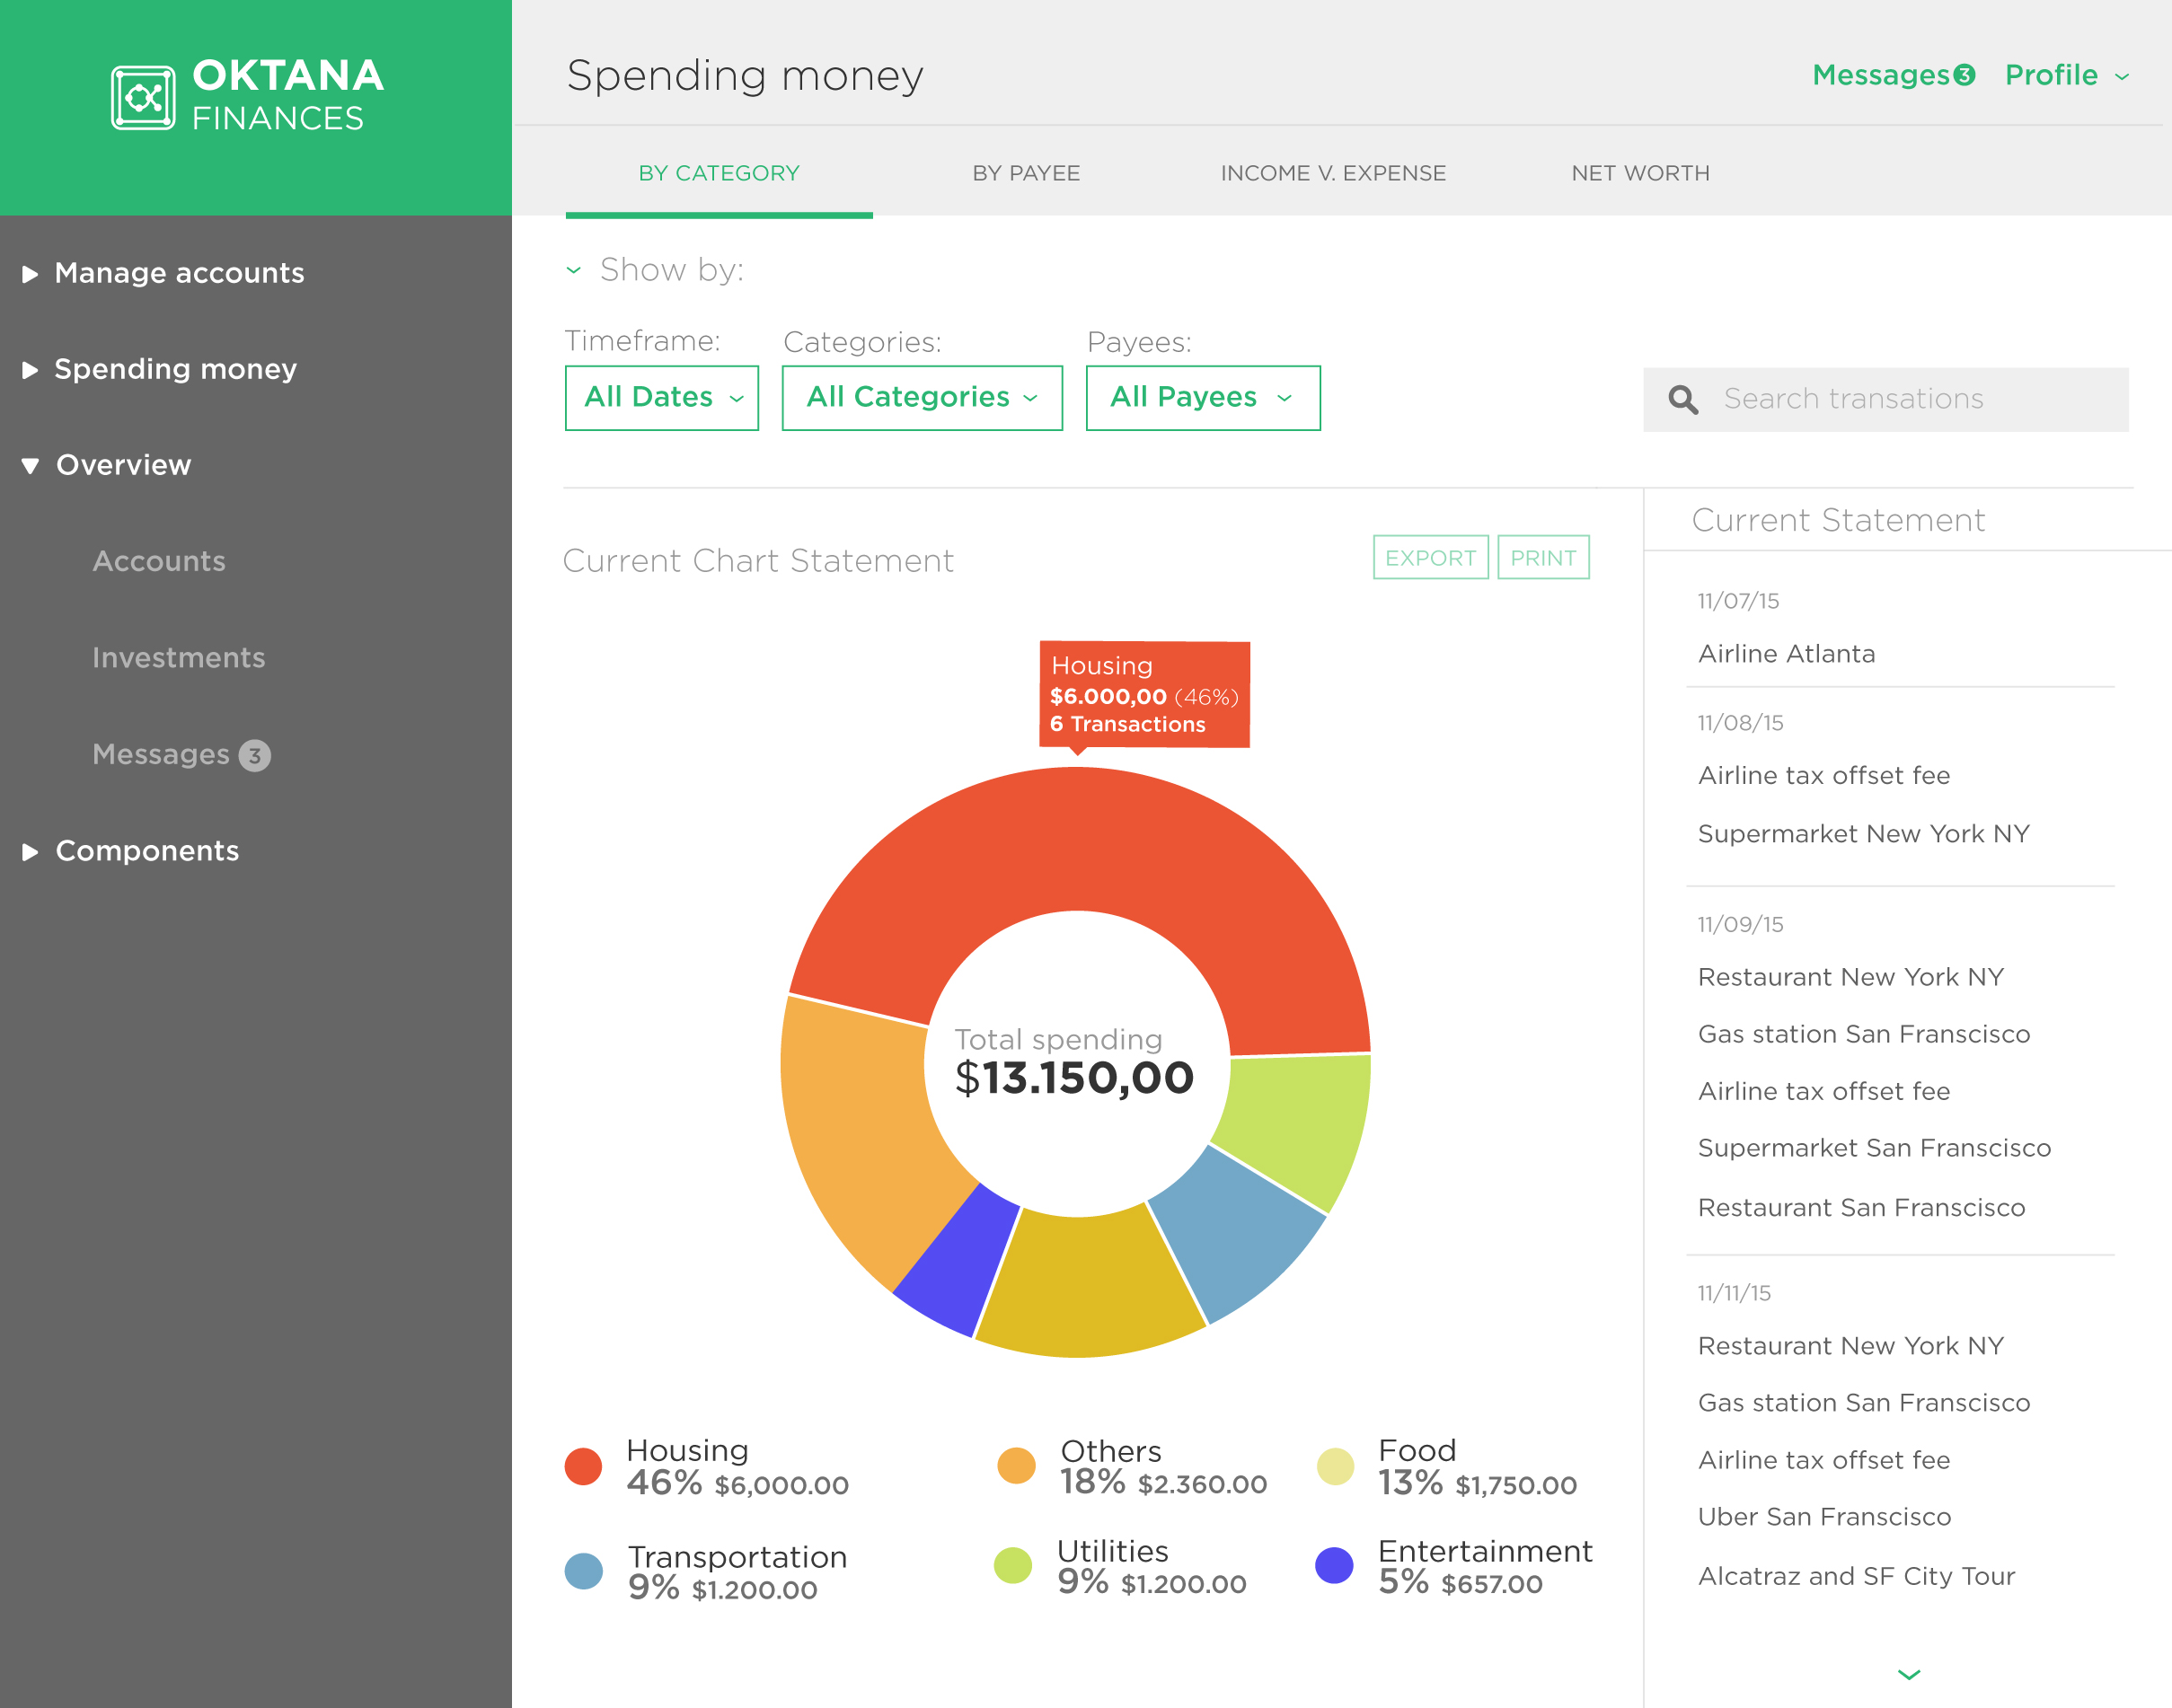 OKTANA
FINANCES
Manage accounts
Spending money
Overview
Accounts
Investments
Messages 3
Components
Spending money
Messages 3 Profile
BY CATEGORY BY PAYEE INCOME V. EXPENSE NET WORTH
Show by:
Timeframe: Categories: Payees:
All Dates All Categories All Payees
Search transations
Current Chart Statement
EXPORT PRINT
Housing
$6.000,00 (46%)
6 Transactions
Total spending
$13.150,00
Housing
46% $6,000.00
Others
18% $2.360.00
Food
13% $1,750.00
Transportation
9% $1.200.00
Utilities
9% $1.200.00
Entertainment
5% $657.00
Current Statement
11/07/15
Airline Atlanta
11/08/15
Airline tax offset fee
Supermarket New York NY
11/09/15
Restaurant New York NY
Gas station San Franscisco
Airline tax offset fee
Supermarket San Franscisco
Restaurant San Franscisco
11/11/15
Restaurant New York NY
Gas station San Franscisco
Airline tax offset fee
Uber San Franscisco
Alcatraz and SF City Tour